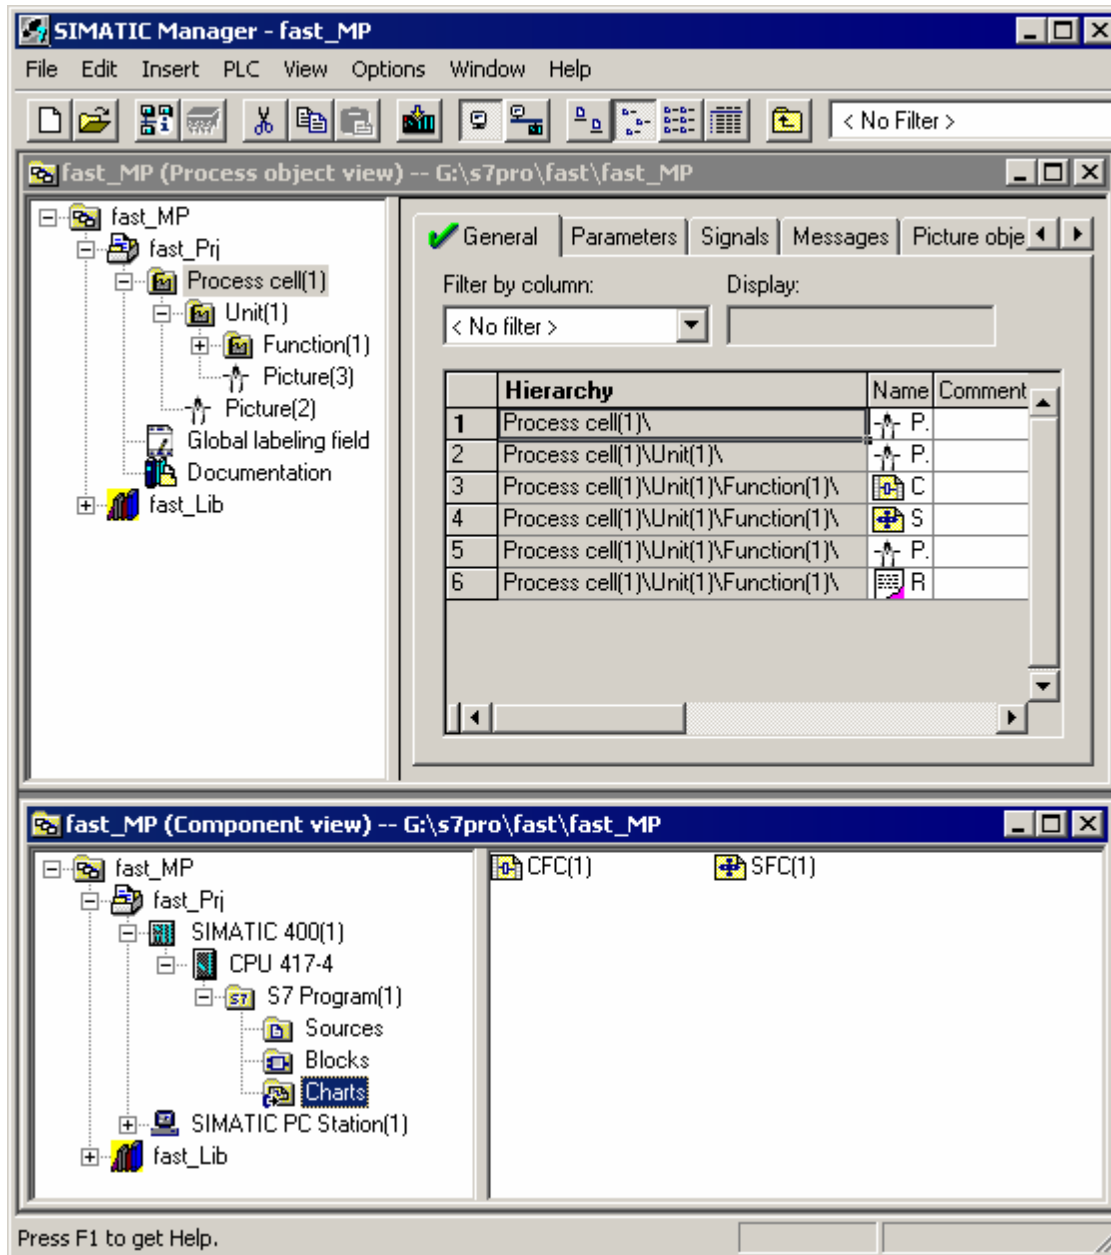 SIMATIC Manager - fast_MP
File Edit Insert PLC View Options Window Help
< No Filter >
fast_MP (Process object view) -- G:\s7pro\fast\fast_MP
fast_MP
fast_Prj
Process cell(1)
Unit(1)
Function(1)
Picture(3)
Picture(2)
Global labeling field
Documentation
fast_Lib
General Parameters Signals Messages Picture obje
Filter by column: Display:
< No filter >
Hierarchy Name Comment
1 Process cell(1)\ P.
2 Process cell(1)\Unit(1)\ P.
3 Process cell(1)\Unit(1)\Function(1)\ C
4 Process cell(1)\Unit(1)\Function(1)\ S
5 Process cell(1)\Unit(1)\Function(1)\ P.
6 Process cell(1)\Unit(1)\Function(1)\ R
fast_MP (Component view) -- G:\s7pro\fast\fast_MP
fast_MP
fast_Prj
SIMATIC 400(1)
CPU 417-4
S7 Program(1)
Sources
Blocks
Charts
SIMATIC PC Station(1)
fast_Lib
CFC(1) SFC(1)
Press F1 to get Help.